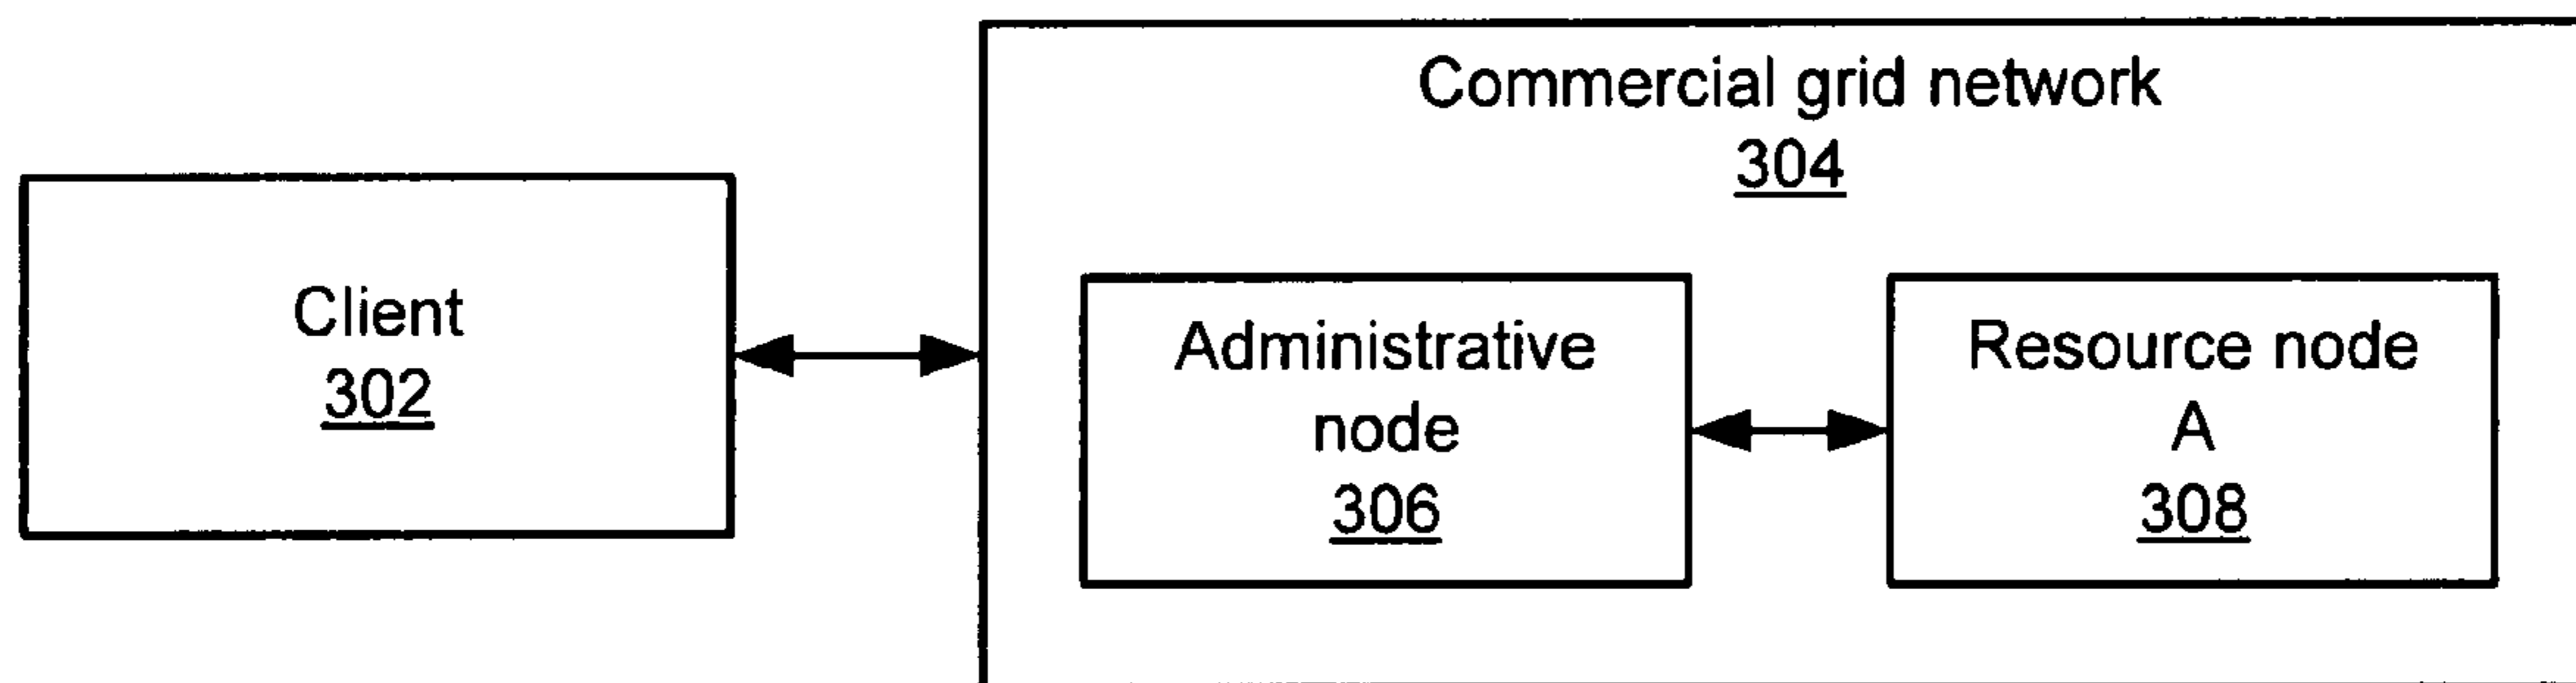 Commercial grid network
304
Client
302
Administrative
node
306
Resource node
A
308